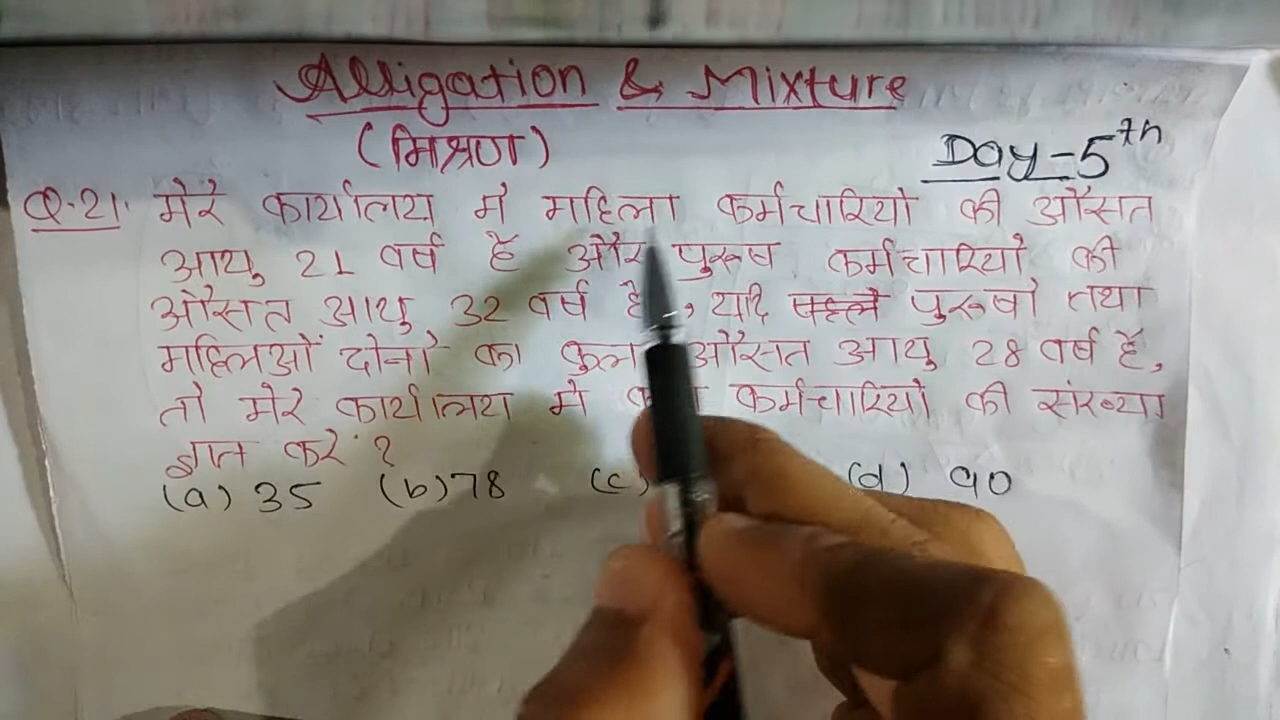 Alligation & Mixture
(मिश्रण)
Day-5th
Q.21. मेरे कार्यालय में महिला कर्मचारियो की औसत
आयु 21 वर्ष है और पुरूष कर्मचारियो की
औसत आयु 32 वर्ष है, यदि पुरूषो तथा
महिलाओं दोनो का कुल औसत आयु 28 वर्ष है,
तो मेरे कार्यालय में कर्मचारियो की संख्या
ज्ञात करें ?
(a) 35 (b) 78 (c) (d) 90